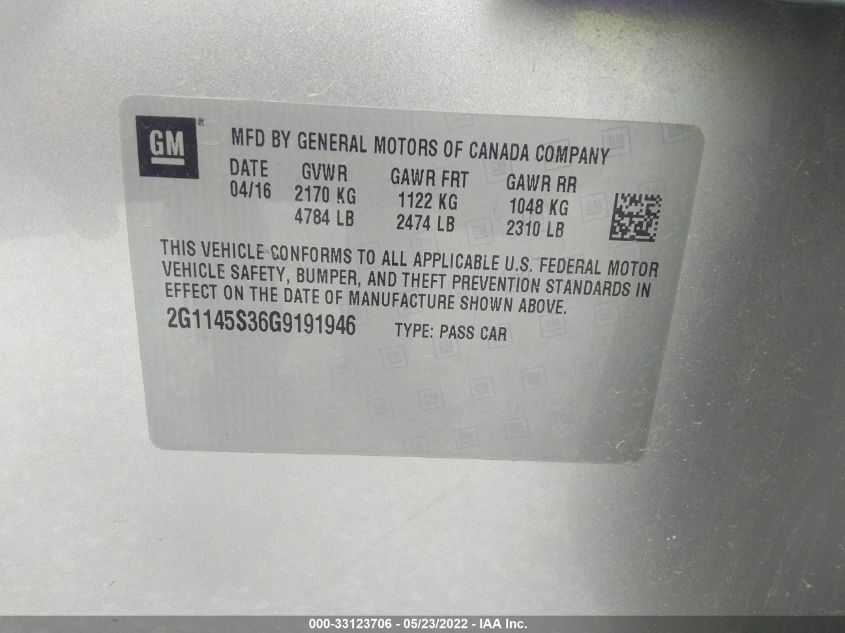 GM ®
MFD BY GENERAL MOTORS OF CANADA COMPANY
DATE GVWR GAWR FRT GAWR RR
04/16 2170 KG 1122 KG 1048 KG
4784 LB 2474 LB 2310 LB
THIS VEHICLE CONFORMS TO ALL APPLICABLE U.S. FEDERAL MOTOR
VEHICLE SAFETY, BUMPER, AND THEFT PREVENTION STANDARDS IN
EFFECT ON THE DATE OF MANUFACTURE SHOWN ABOVE.
2G1145S36G9191946 TYPE: PASS CAR
000-33123706 - 05/23/2022 - IAA Inc.